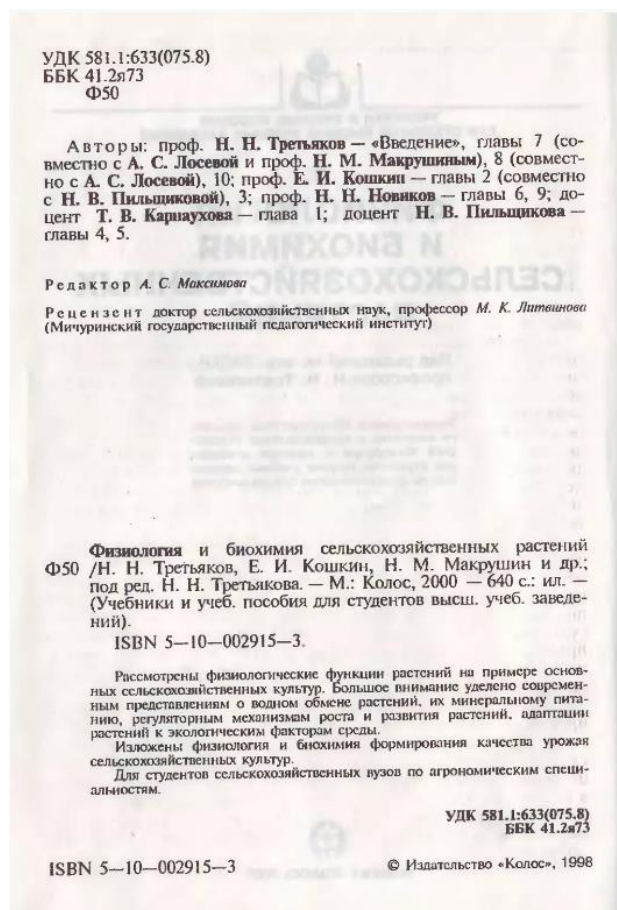 УДК 581.1:633(075.8)
ББК 41.2я73
Ф50
Авторы: проф. Н. Н. Третьяков — «Введение», главы 7 (со-
вместно с А. С. Лосевой и проф. Н. М. Макрушиным), 8 (совмест-
но с А. С. Лосевой), 10; проф. Е. И. Кошкин — главы 2 (совместно
с Н. В. Пильщиковой), 3; проф. Н. Н. Новиков — главы 6, 9; до-
цент Т. В. Карнаухова — глава 1; доцент Н. В. Пильщикова —
главы 4, 5.
Редактор А. С. Максимова
Рецензент доктор сельскохозяйственных наук, профессор М. К. Литвинова
(Мичуринский государственный педагогический институт)
Физиология и биохимия сельскохозяйственных растений
Ф50 /Н. Н. Третьяков, Е. И. Кошкин, Н. М. Макрушин и др.;
под ред. Н. Н. Третьякова. — М.: Колос, 2000 — 640 с.: ил. —
(Учебники и учеб. пособия для студентов высш. учеб. заведе-
ний).
ISBN 5—10—002915—3.
Рассмотрены физиологические функции растений на примере основ-
ных сельскохозяйственных культур. Большое внимание уделено современ-
ным представлениям о водном обмене растений, их минеральному пита-
нию, регуляторным механизмам роста и развития растений, адаптации
растений к экологическим факторам среды.
Изложены физиология и биохимия формирования качества урожая
сельскохозяйственных культур.
Для студентов сельскохозяйственных вузов по агрономическим специ-
альностям.
УДК 581.1:633(075.8)
ББК 41.2я73
ISBN 5—10—002915—3
© Издательство «Колос», 1998